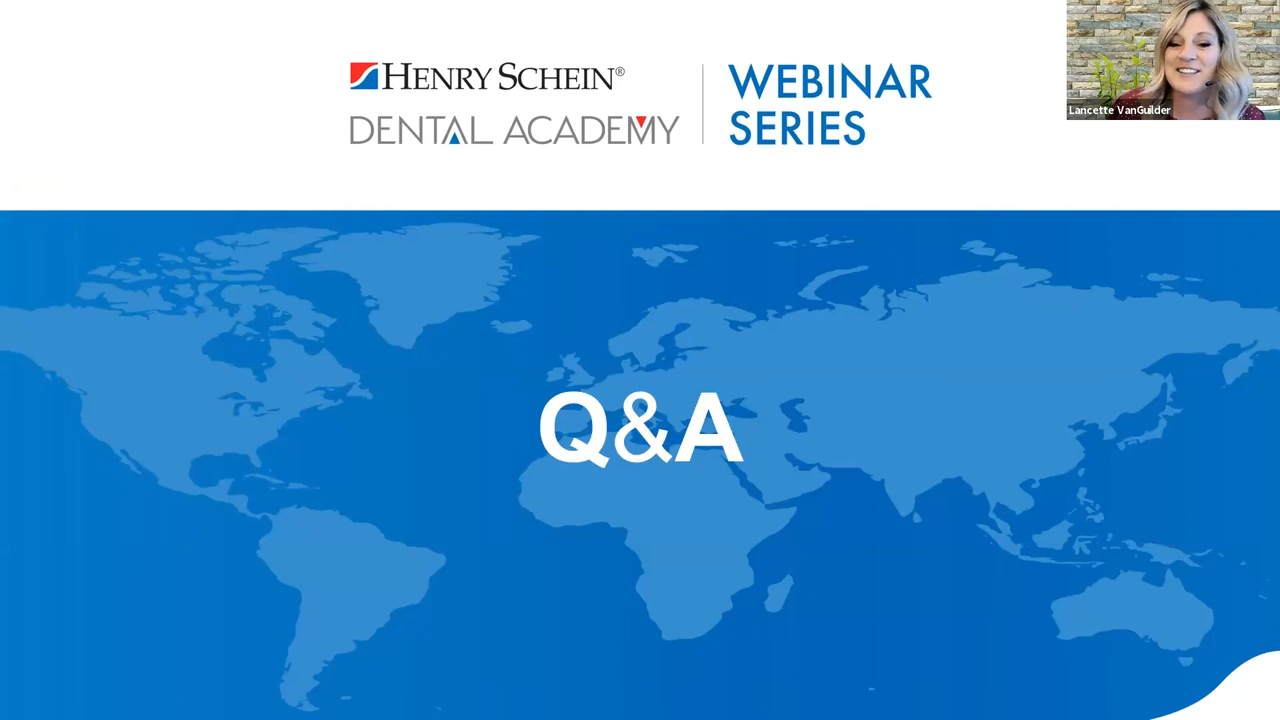 HENRY SCHEIN®
DENTAL ACADEMY
WEBINAR
SERIES
Lancette VanGuilder
Q&A